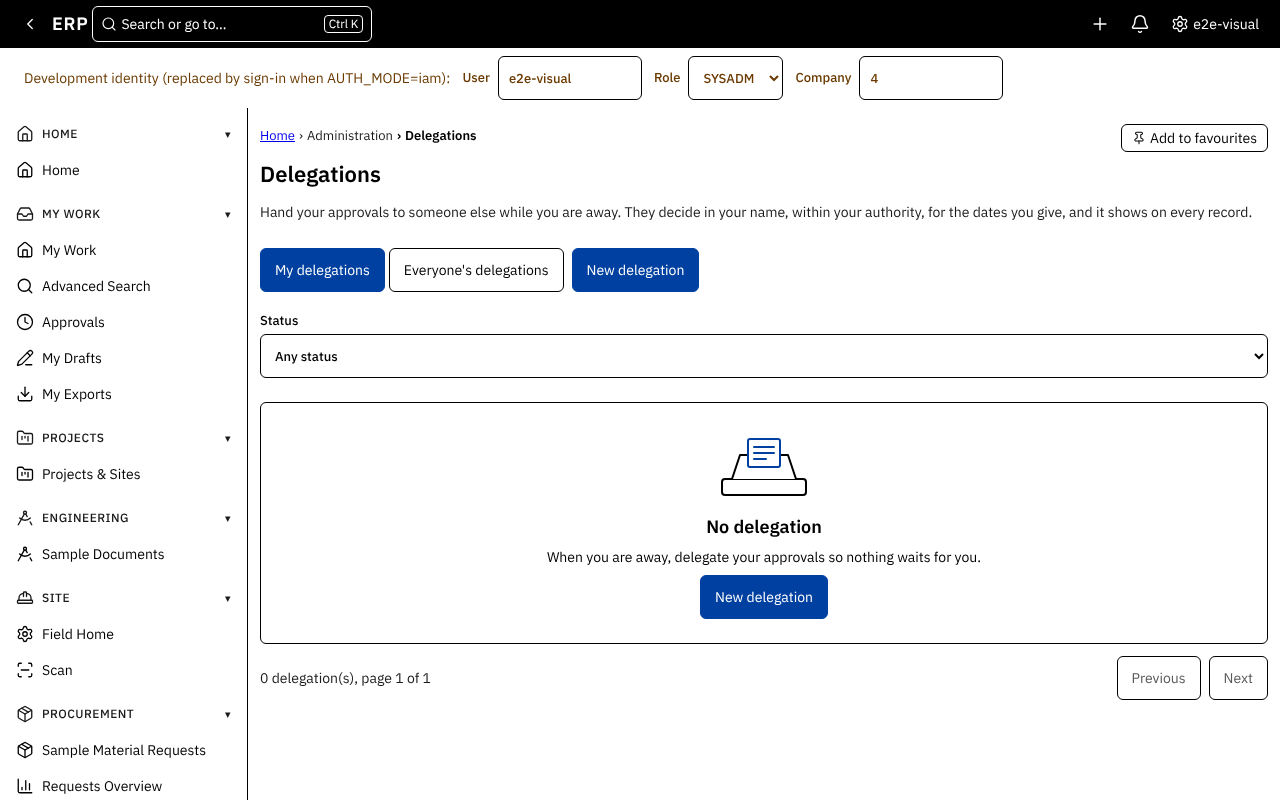 ERP
Search or go to...
Ctrl K
e2e-visual
Development identity (replaced by sign-in when AUTH_MODE=iam):
User
e2e-visual
Role
SYSADM
Company
4
HOME
Home
MY WORK
My Work
Advanced Search
Approvals
My Drafts
My Exports
PROJECTS
Projects & Sites
ENGINEERING
Sample Documents
SITE
Field Home
Scan
PROCUREMENT
Sample Material Requests
Requests Overview
Home › Administration › Delegations
Add to favourites
Delegations
Hand your approvals to someone else while you are away. They decide in your name, within your authority, for the dates you give, and it shows on every record.
My delegations
Everyone's delegations
New delegation
Status
Any status
No delegation
When you are away, delegate your approvals so nothing waits for you.
New delegation
0 delegation(s), page 1 of 1
Previous
Next